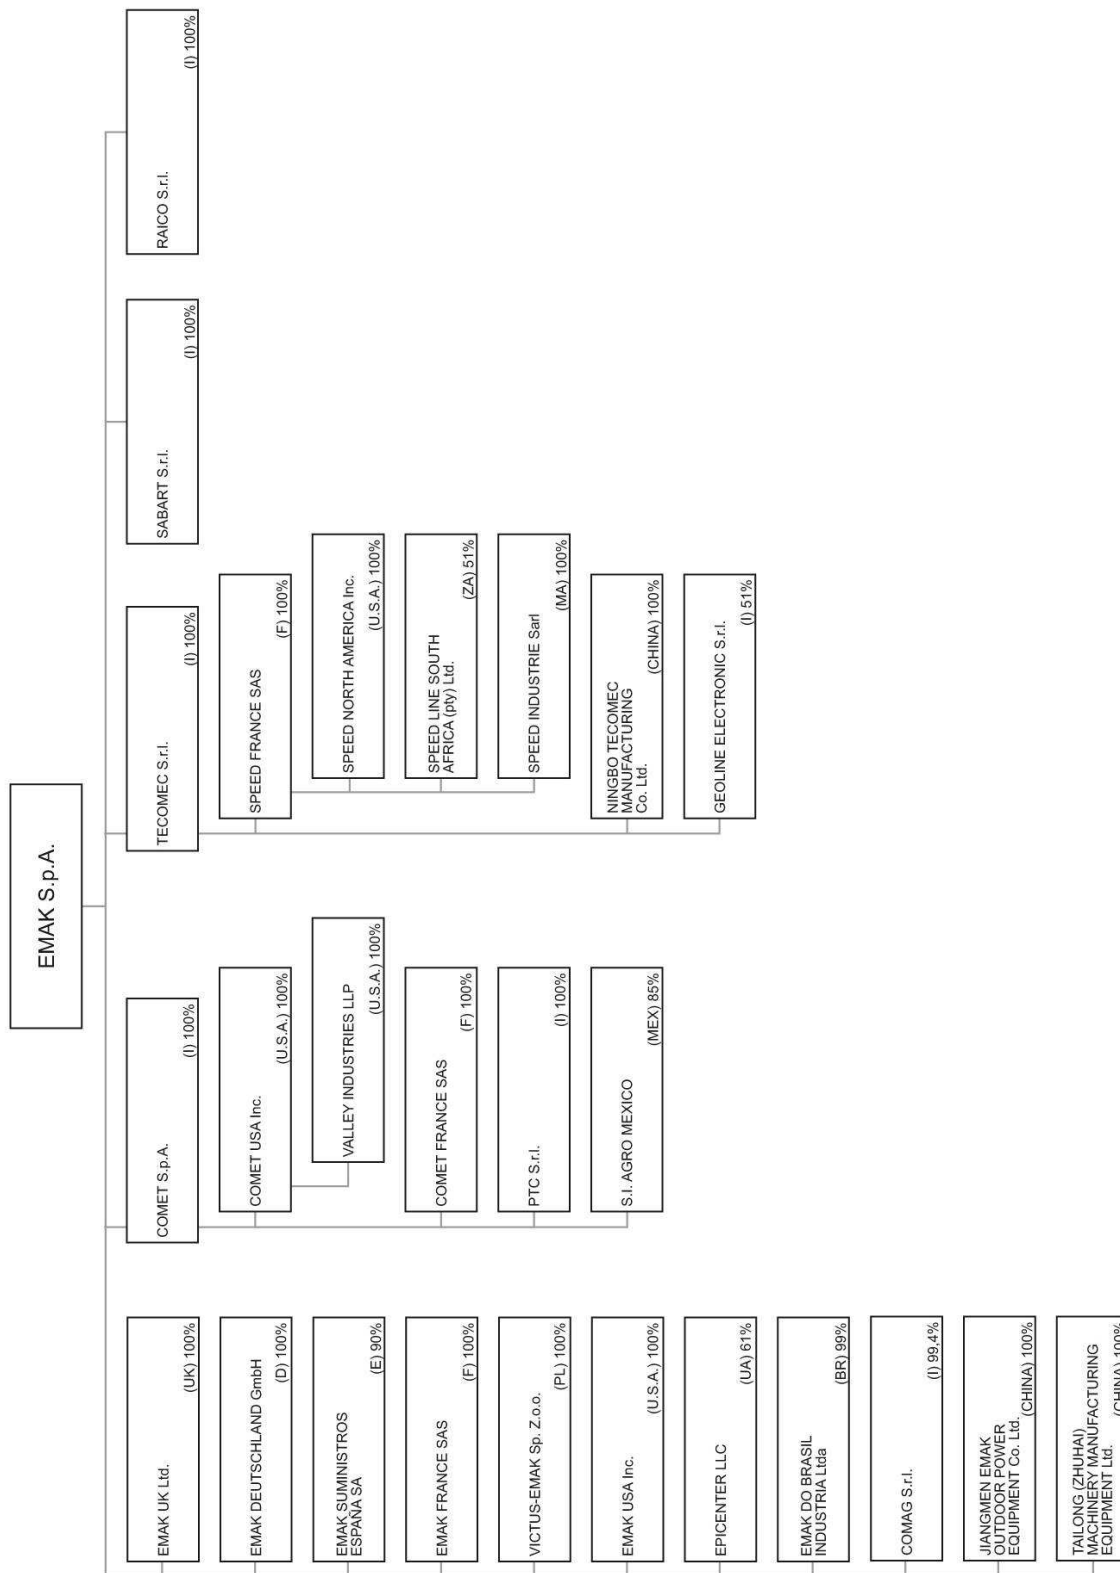 EMAK S.p.A.
EMAK UK Ltd.
(UK) 100%
EMAK DEUTSCHLAND GmbH
(D) 100%
EMAK SUMINISTROS
ESPAÑA SA
(E) 90%
EMAK FRANCE SAS
(F) 100%
VICTUS-EMAK Sp. Z.o.o.
(PL) 100%
EMAK USA Inc.
(U.S.A.) 100%
EPICENTER LLC
(UA) 61%
EMAK DO BRASIL
INDUSTRIA Ltda
(BR) 99%
COMAG S.r.l.
(I) 99,4%
JIANGMEN EMAK
OUTDOOR POWER
EQUIPMENT Co. Ltd.
(CHINA) 100%
TAILONG (ZHUHAI)
MACHINERY MANUFACTURING
EQUIPMENT Ltd.
(CHINA) 100%
COMET S.p.A.
(I) 100%
COMET USA Inc.
(U.S.A.) 100%
VALLEY INDUSTRIES LLP
(U.S.A.) 100%
COMET FRANCE SAS
(F) 100%
PTC S.r.l.
(I) 100%
S.I. AGRO MEXICO
(MEX) 85%
TECOMEC S.r.l.
(I) 100%
SPEED FRANCE SAS
(F) 100%
SPEED NORTH AMERICA Inc.
(U.S.A.) 100%
SPEED LINE SOUTH
AFRICA (pty) Ltd.
(ZA) 51%
SPEED INDUSTRIE Sarl
(MA) 100%
NINGBO TECOMEC
MANUFACTURING
Co. Ltd.
(CHINA) 100%
GEOLINE ELECTRONIC S.r.l.
(I) 51%
SABART S.r.l.
(I) 100%
RAICO S.r.l.
(I) 100%